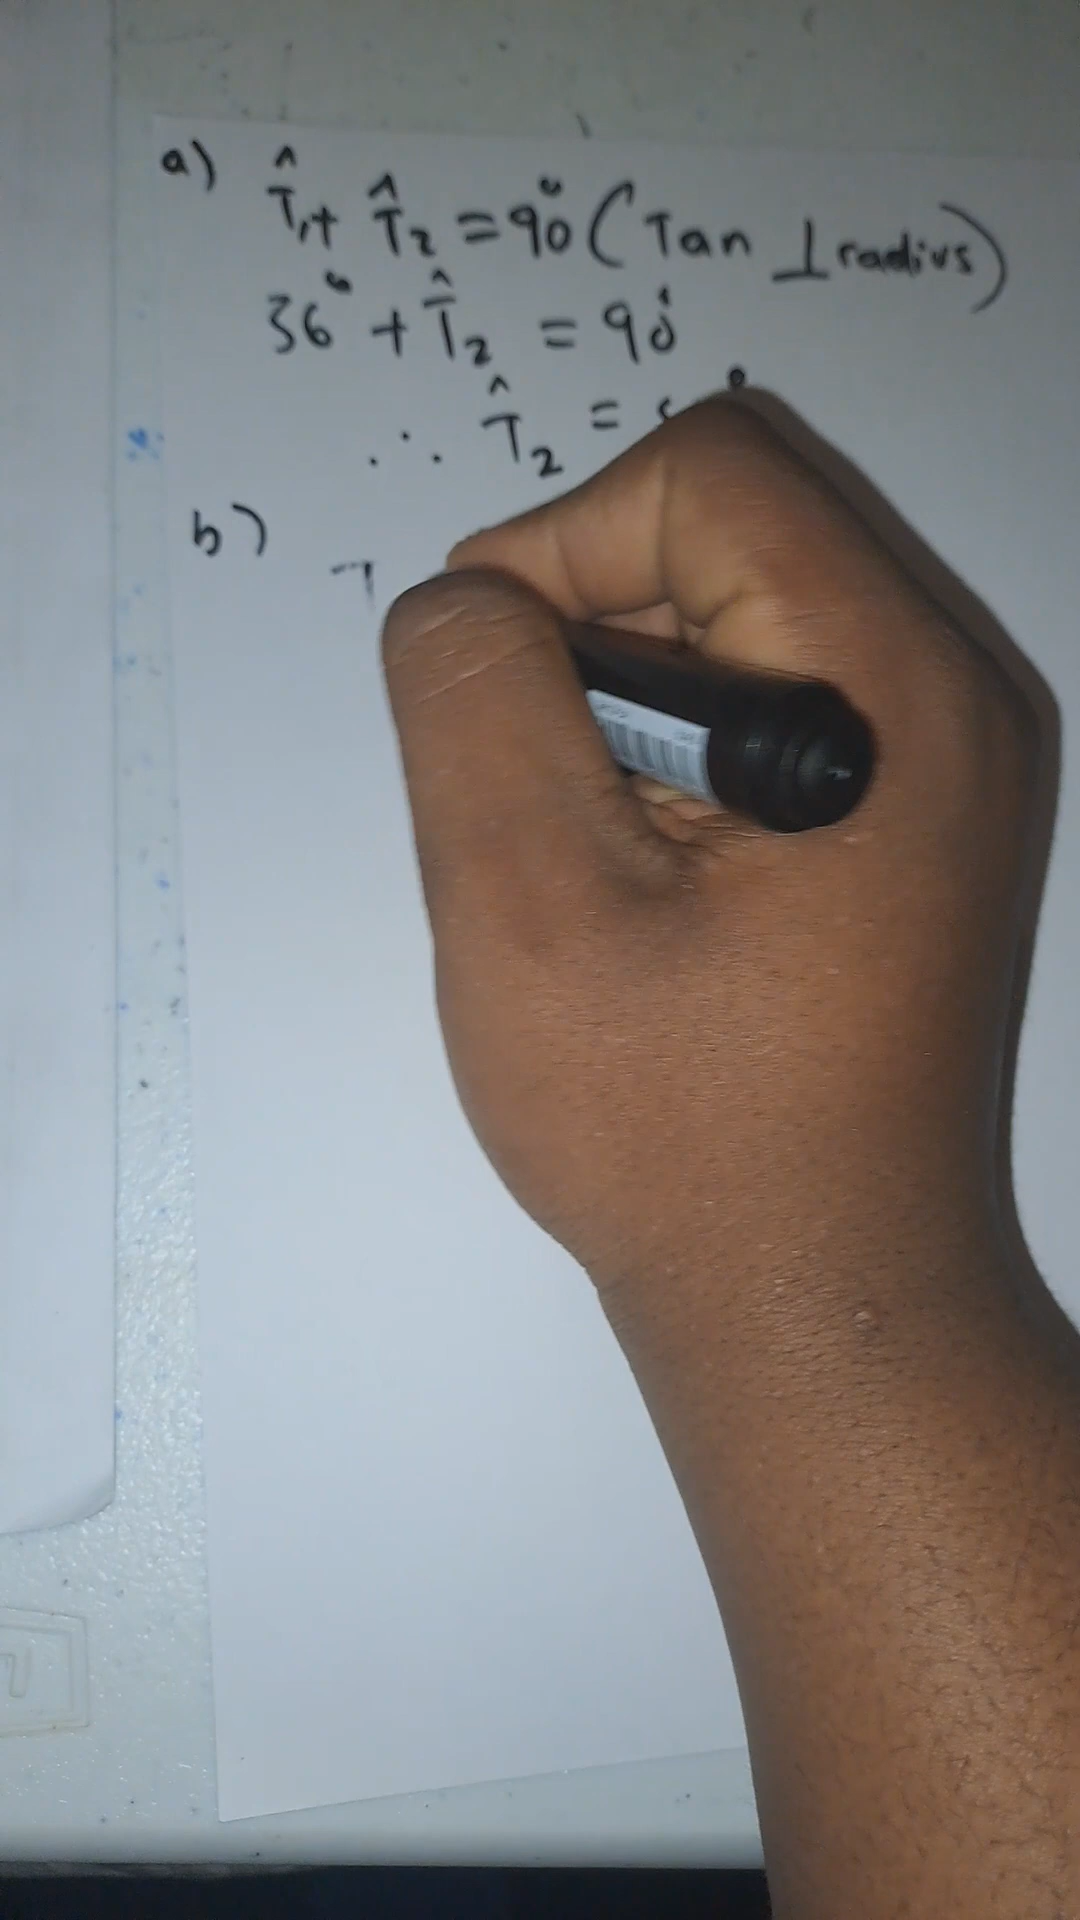 a) T̂₁ + T̂₂ = 90° (Tan ⊥ radius)
36° + T̂₂ = 90°
∴ T̂₂ =
b)